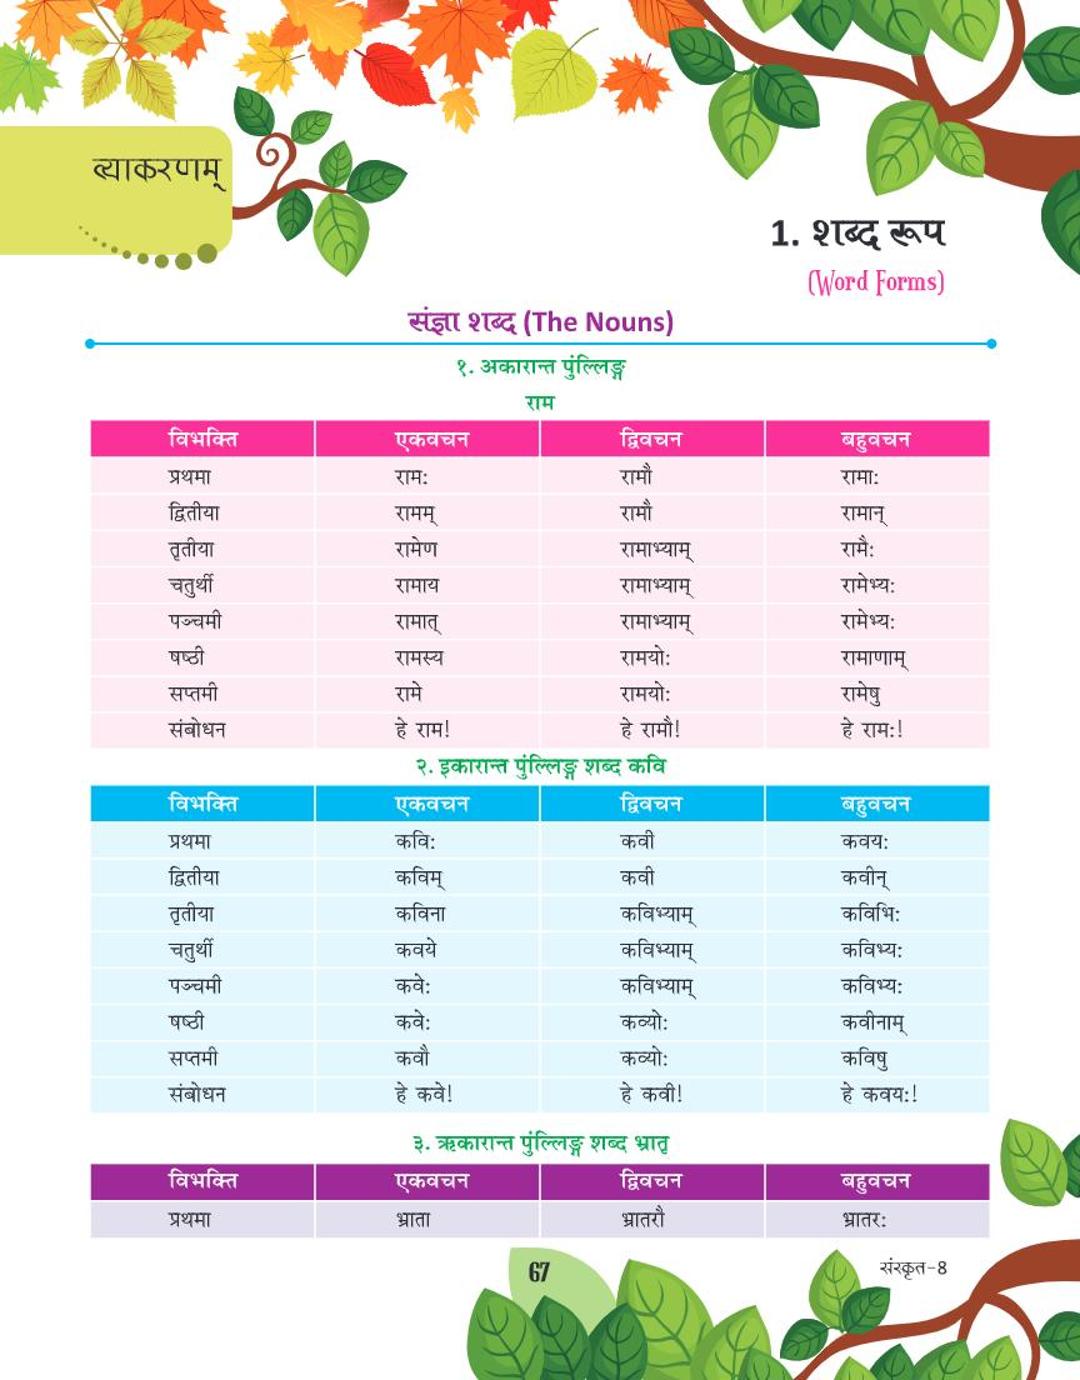 व्याकरणम्
1. शब्द रूप
(Word Forms)
संज्ञा शब्द (The Nouns)
१. अकारान्त पुंल्लिङ्ग
राम
विभक्ति एकवचन द्विवचन बहुवचन
प्रथमा राम: रामौ रामा:
द्वितीया रामम् रामौ रामान्
तृतीया रामेण रामाभ्याम् रामै:
चतुर्थी रामाय रामाभ्याम् रामेभ्य:
पञ्चमी रामात् रामाभ्याम् रामेभ्य:
षष्ठी रामस्य रामयो: रामाणाम्
सप्तमी रामे रामयो: रामेषु
संबोधन हे राम! हे रामौ! हे राम:!
२. इकारान्त पुंल्लिङ्ग शब्द कवि
विभक्ति एकवचन द्विवचन बहुवचन
प्रथमा कवि: कवी कवय:
द्वितीया कविम् कवी कवीन्
तृतीया कविना कविभ्याम् कविभि:
चतुर्थी कवये कविभ्याम् कविभ्य:
पञ्चमी कवे: कविभ्याम् कविभ्य:
षष्ठी कवे: कव्यो: कवीनाम्
सप्तमी कवौ कव्यो: कविषु
संबोधन हे कवे! हे कवी! हे कवय:!
३. ऋकारान्त पुंल्लिङ्ग शब्द भ्रातृ
विभक्ति एकवचन द्विवचन बहुवचन
प्रथमा भ्राता भ्रातरौ भ्रातर:
67
संस्कृत-8